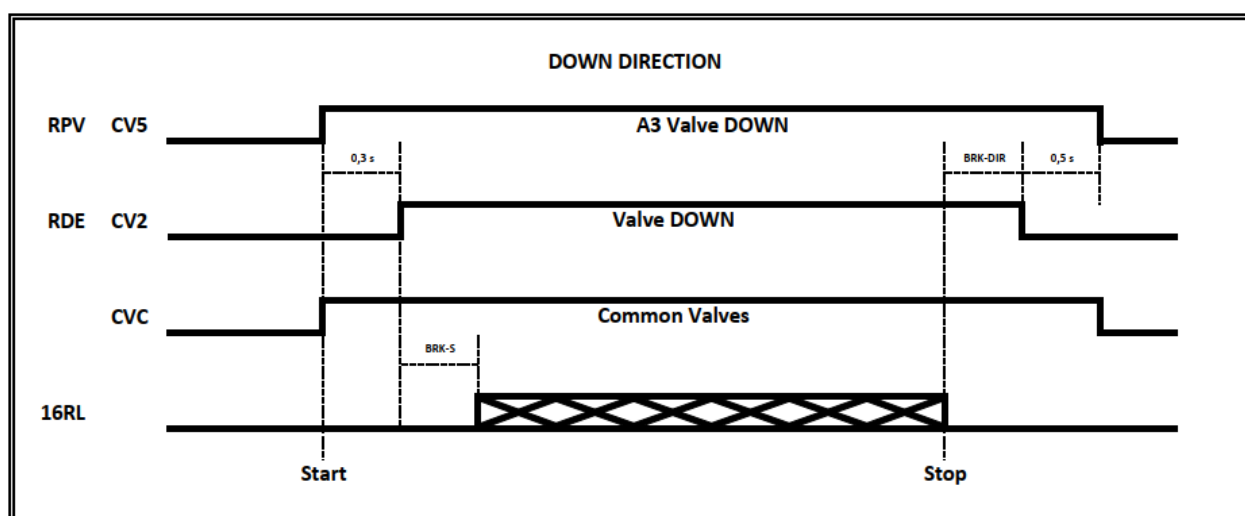 DOWN DIRECTION
RPV CV5 A3 Valve DOWN
0,3 s BRK-DIR 0,5 s
RDE CV2 Valve DOWN
CVC Common Valves
BRK-S
16RL
Start Stop